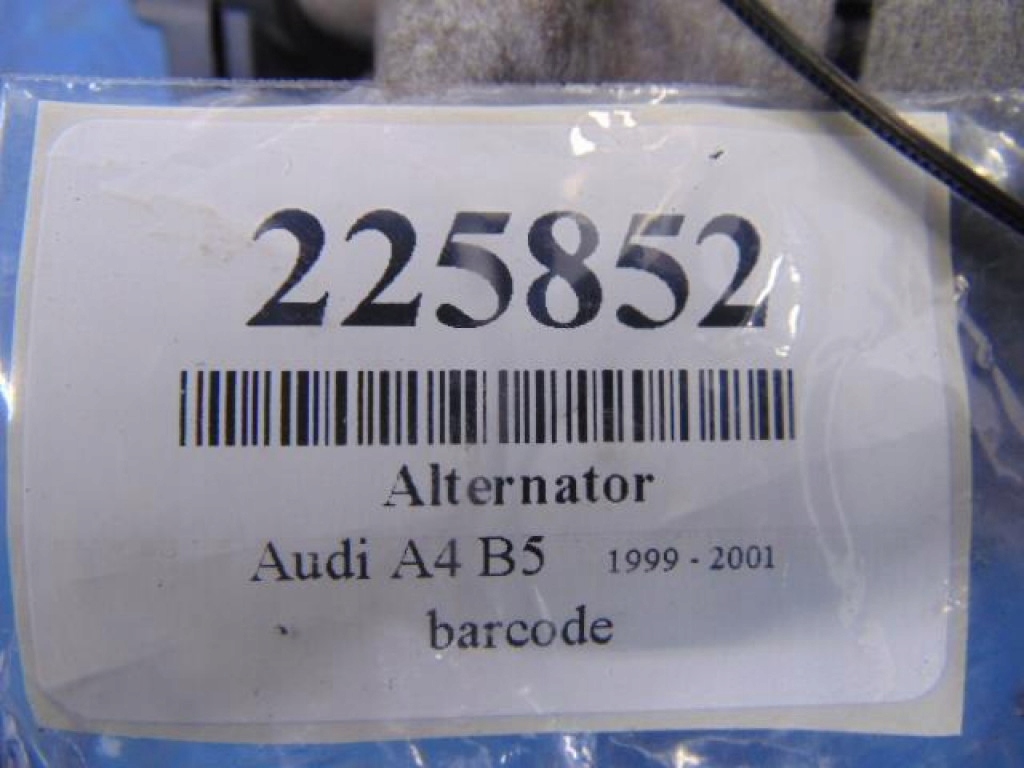 225852
Alternator
Audi A4 B5 1999 - 2001
barcode